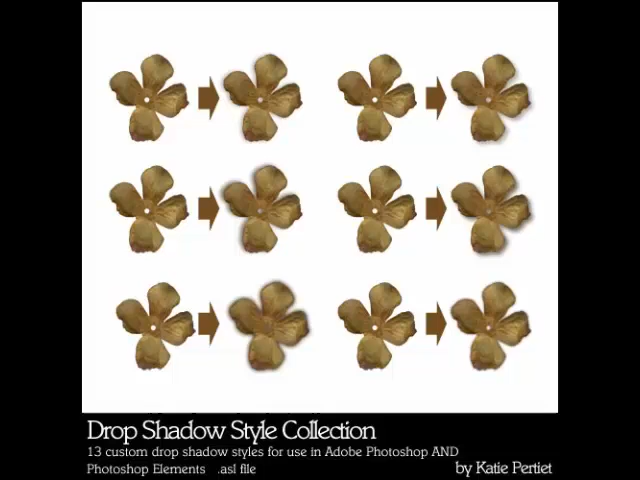 Drop Shadow Style Collection
13 custom drop shadow styles for use in Adobe Photoshop AND
Photoshop Elements .asl file
by Katie Pertiet